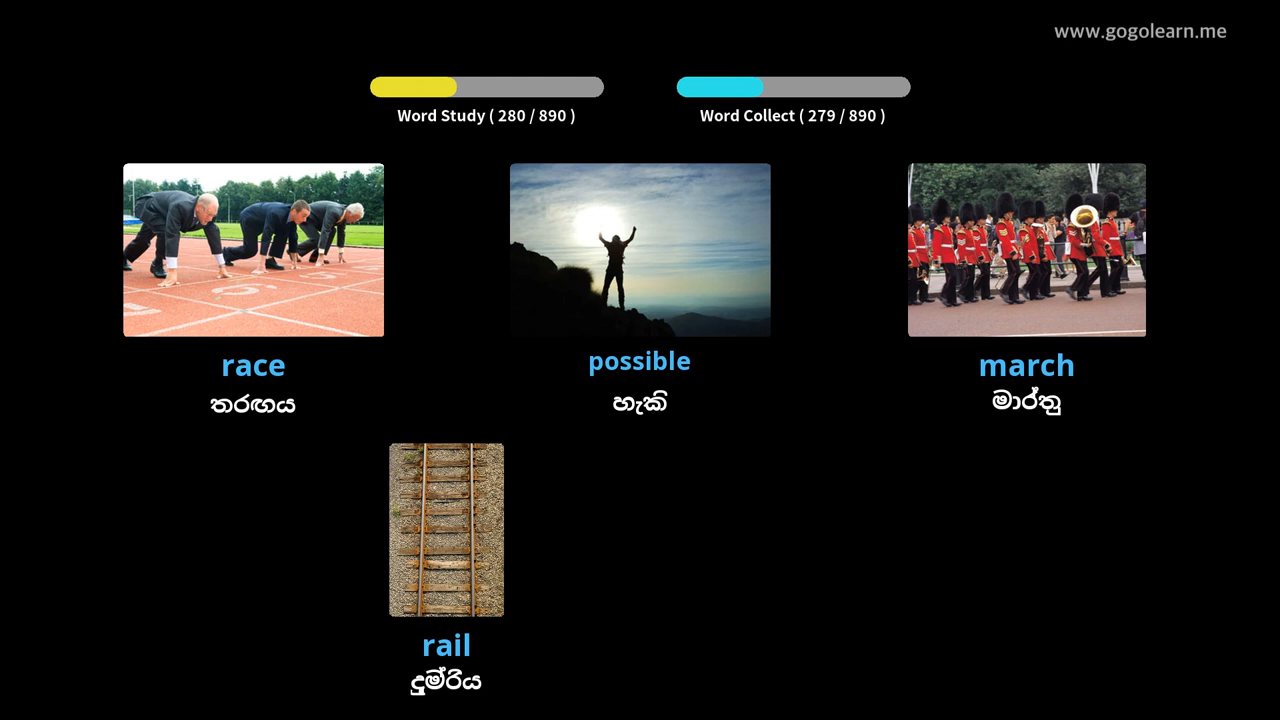 www.gogolearn.me
Word Study ( 280 / 890 )
Word Collect ( 279 / 890 )
race
තරඟය
possible
හැකි
march
මාර්තු
rail
දුම්රිය